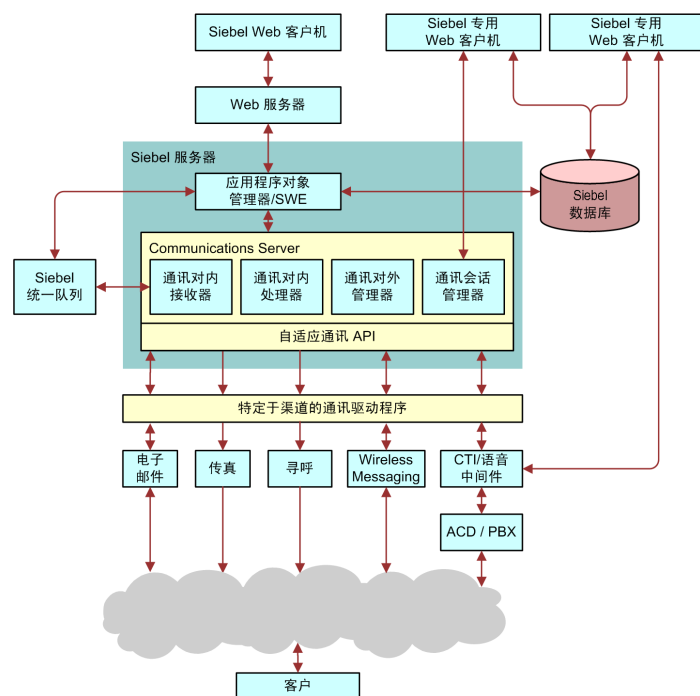 Siebel Web 客户机
Siebel 专用
Web 客户机
Siebel 专用
Web 客户机
Web 服务器
Siebel 服务器
应用程序对象
管理器/SWE
Siebel
数据库
Communications Server
Siebel
统一队列
通讯对内
接收器
通讯对内
处理器
通讯对外
管理器
通讯会话
管理器
自适应通讯 API
特定于渠道的通讯驱动程序
电子
邮件
传真
寻呼
Wireless
Messaging
CTI/语音
中间件
ACD / PBX
客户